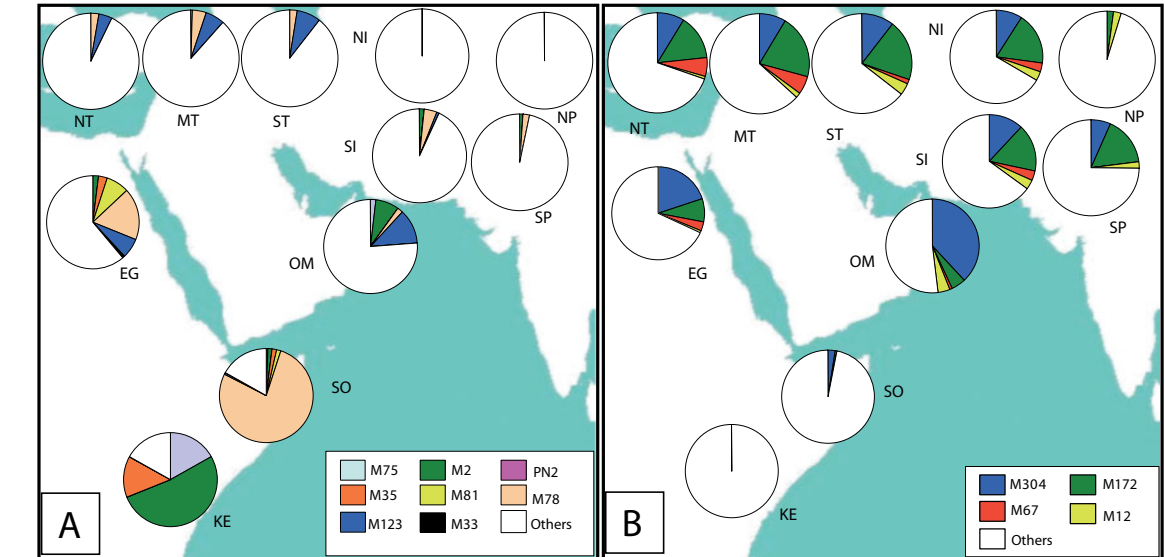 NT
MT
ST
NI
NP
SI
SP
EG
OM
SO
KE
M75 M2 PN2
M35 M81 M78
M123 M33 Others
A
NT
MT
ST
NI
NP
SI
SP
EG
OM
SO
KE
M304 M172
M67 M12
Others
B